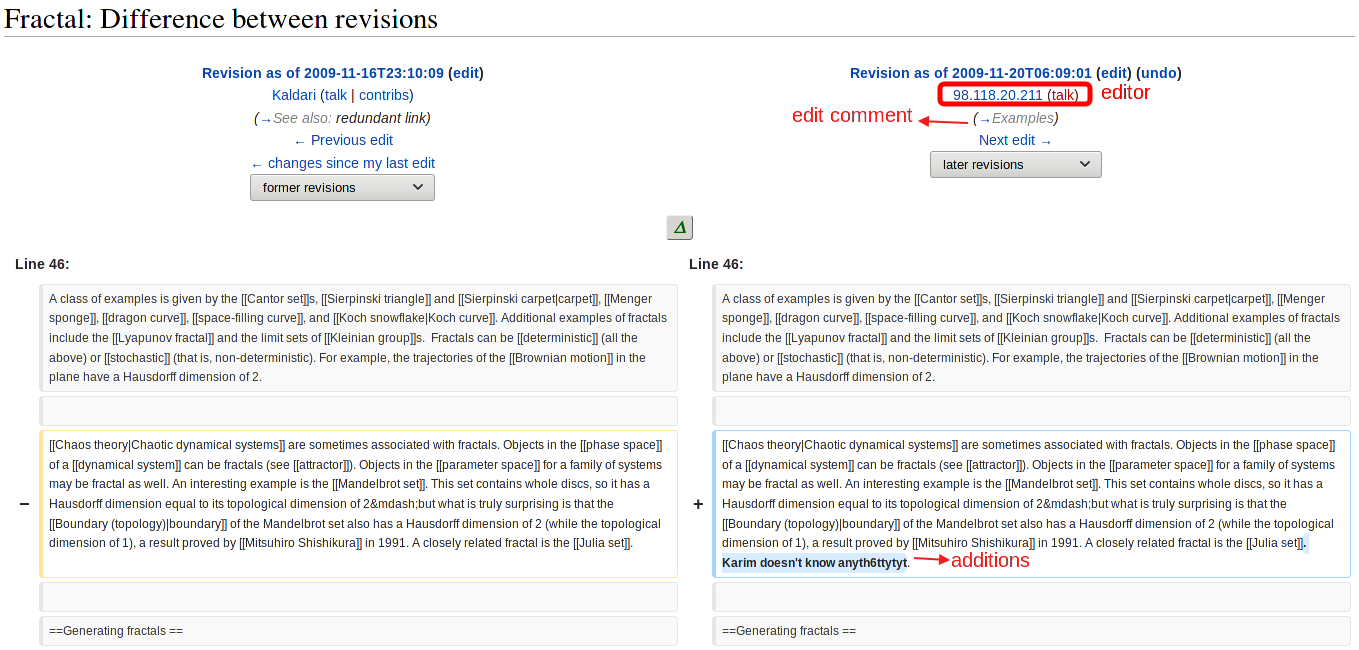 Fractal: Difference between revisions
Revision as of 2009-11-16T23:10:09 (edit)
Kaldari (talk | contribs)
(→See also: redundant link)
← Previous edit
← changes since my last edit
former revisions
Revision as of 2009-11-20T06:09:01 (edit) (undo)
98.118.20.211 (talk) editor
edit comment (→Examples)
Next edit →
later revisions
Δ
Line 46:
A class of examples is given by the [[Cantor set]]s, [[Sierpinski triangle]] and [[Sierpinski carpet|carpet]], [[Menger
sponge]], [[dragon curve]], [[space-filling curve]], and [[Koch snowflake|Koch curve]]. Additional examples of fractals
include the [[Lyapunov fractal]] and the limit sets of [[Kleinian group]]s.  Fractals can be [[deterministic]] (all the
above) or [[stochastic]] (that is, non-deterministic). For example, the trajectories of the [[Brownian motion]] in the
plane have a Hausdorff dimension of 2.
− [[Chaos theory|Chaotic dynamical systems]] are sometimes associated with fractals. Objects in the [[phase space]]
of a [[dynamical system]] can be fractals (see [[attractor]]). Objects in the [[parameter space]] for a family of systems
may be fractal as well. An interesting example is the [[Mandelbrot set]]. This set contains whole discs, so it has a
Hausdorff dimension equal to its topological dimension of 2&mdash;but what is truly surprising is that the
[[Boundary (topology)|boundary]] of the Mandelbrot set also has a Hausdorff dimension of 2 (while the topological
dimension of 1), a result proved by [[Mitsuhiro Shishikura]] in 1991. A closely related fractal is the [[Julia set]].
==Generating fractals ==
Line 46:
A class of examples is given by the [[Cantor set]]s, [[Sierpinski triangle]] and [[Sierpinski carpet|carpet]], [[Menger
sponge]], [[dragon curve]], [[space-filling curve]], and [[Koch snowflake|Koch curve]]. Additional examples of fractals
include the [[Lyapunov fractal]] and the limit sets of [[Kleinian group]]s.  Fractals can be [[deterministic]] (all the
above) or [[stochastic]] (that is, non-deterministic). For example, the trajectories of the [[Brownian motion]] in the
plane have a Hausdorff dimension of 2.
+ [[Chaos theory|Chaotic dynamical systems]] are sometimes associated with fractals. Objects in the [[phase space]]
of a [[dynamical system]] can be fractals (see [[attractor]]). Objects in the [[parameter space]] for a family of systems
may be fractal as well. An interesting example is the [[Mandelbrot set]]. This set contains whole discs, so it has a
Hausdorff dimension equal to its topological dimension of 2&mdash;but what is truly surprising is that the
[[Boundary (topology)|boundary]] of the Mandelbrot set also has a Hausdorff dimension of 2 (while the topological
dimension of 1), a result proved by [[Mitsuhiro Shishikura]] in 1991. A closely related fractal is the [[Julia set]].
Karim doesn't know anyth6ttytyt. additions
==Generating fractals ==